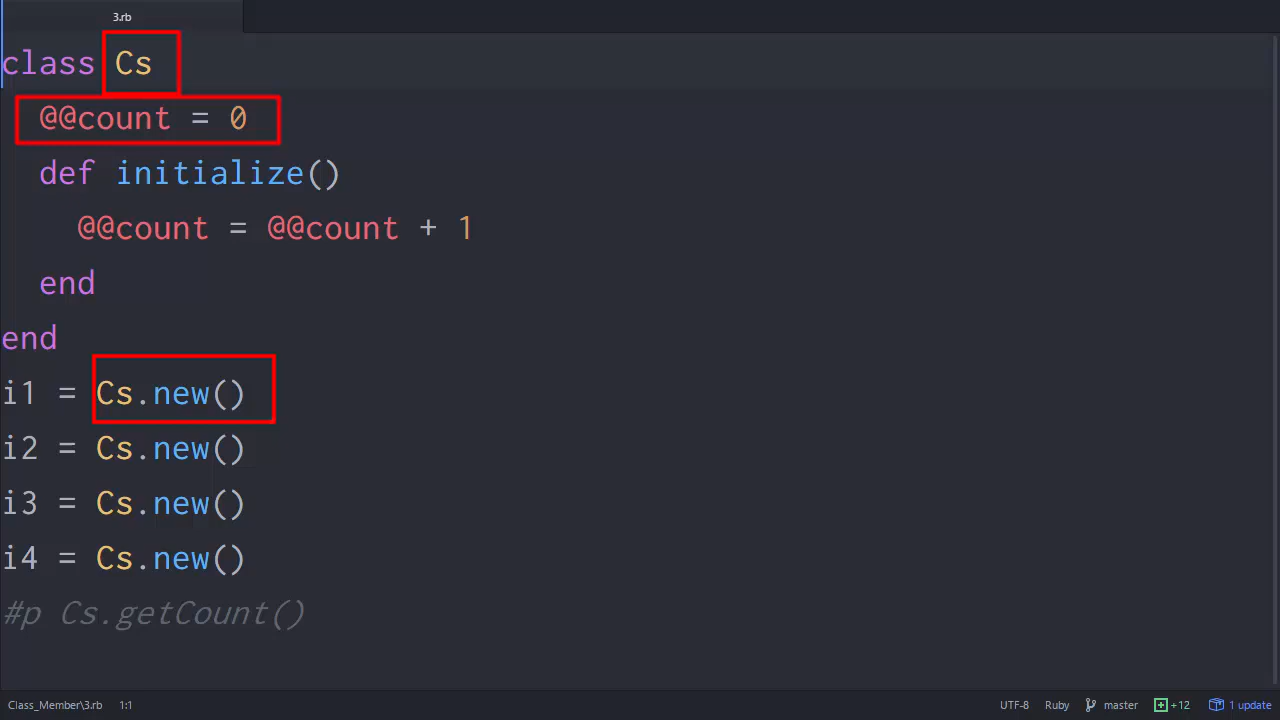 3.rb
class Cs
  @@count = 0
  def initialize()
    @@count = @@count + 1
  end
end
i1 = Cs.new()
i2 = Cs.new()
i3 = Cs.new()
i4 = Cs.new()
#p Cs.getCount()
Class_Member\3.rb 1:1 UTF-8 Ruby master +12 1 update